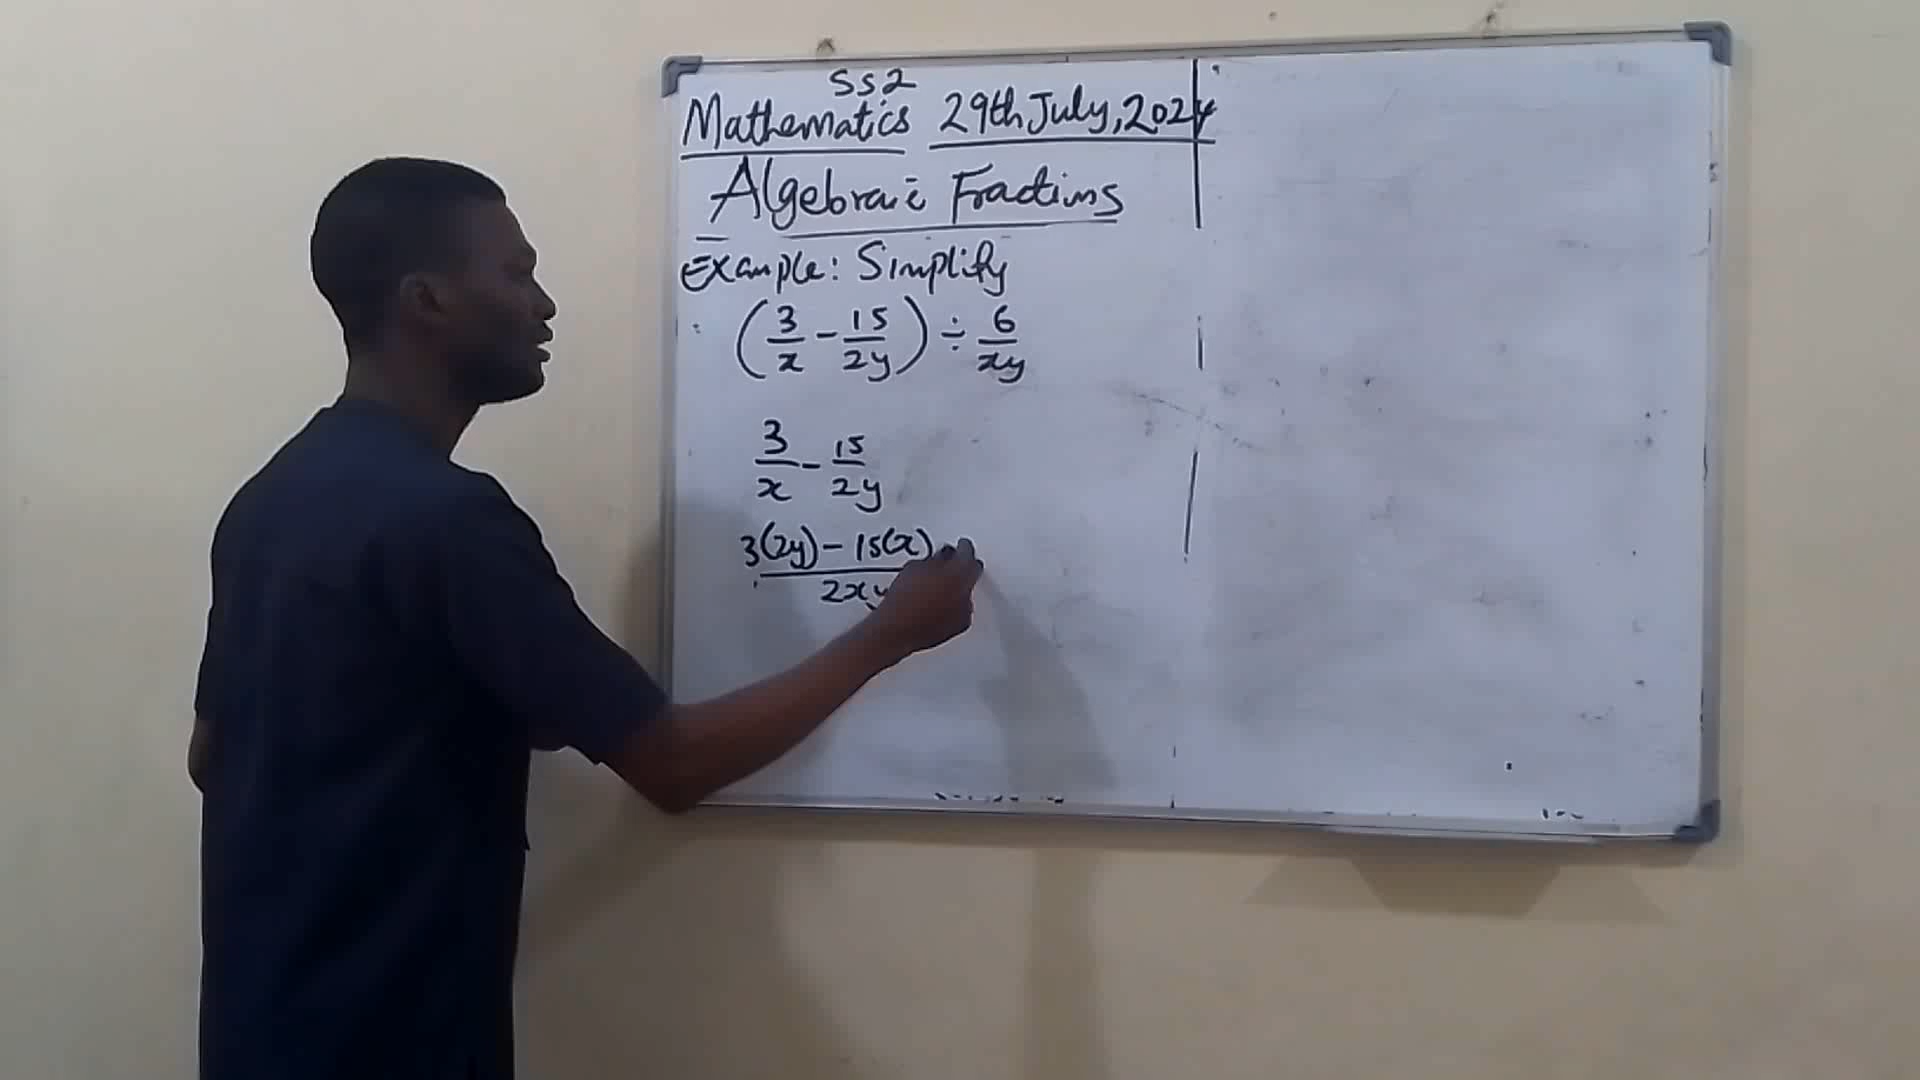 SS2
Mathematics 29th July, 2024
Algebraic Fractions
Example: Simplify
(3/x - 15/2y) ÷ 6/xy
3/x - 15/2y
3(2y) - 15(x)
2xy